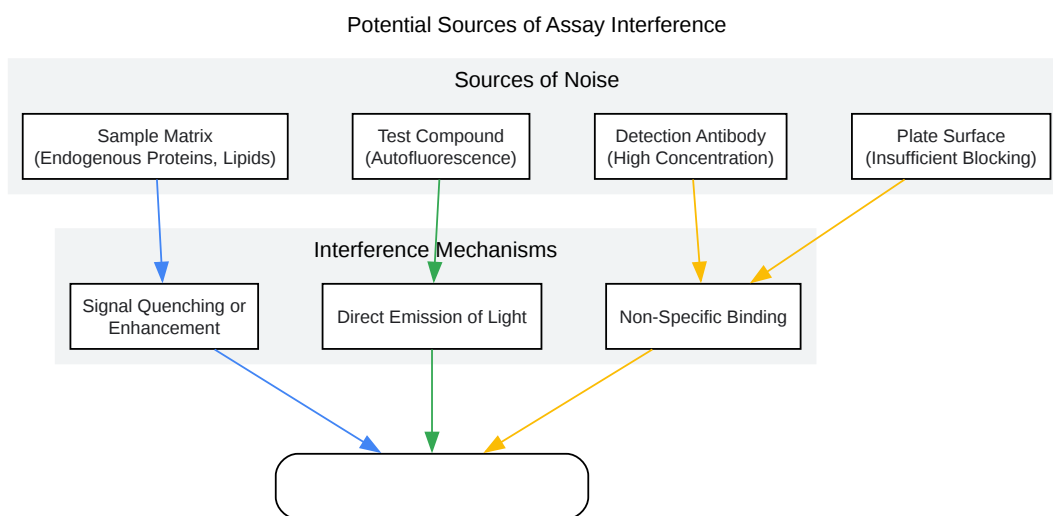 Potential Sources of Assay Interference
Sources of Noise
Sample Matrix
(Endogenous Proteins, Lipids)
Test Compound
(Autofluorescence)
Detection Antibody
(High Concentration)
Plate Surface
(Insufficient Blocking)
Interference Mechanisms
Signal Quenching or
Enhancement
Direct Emission of Light
Non-Specific Binding